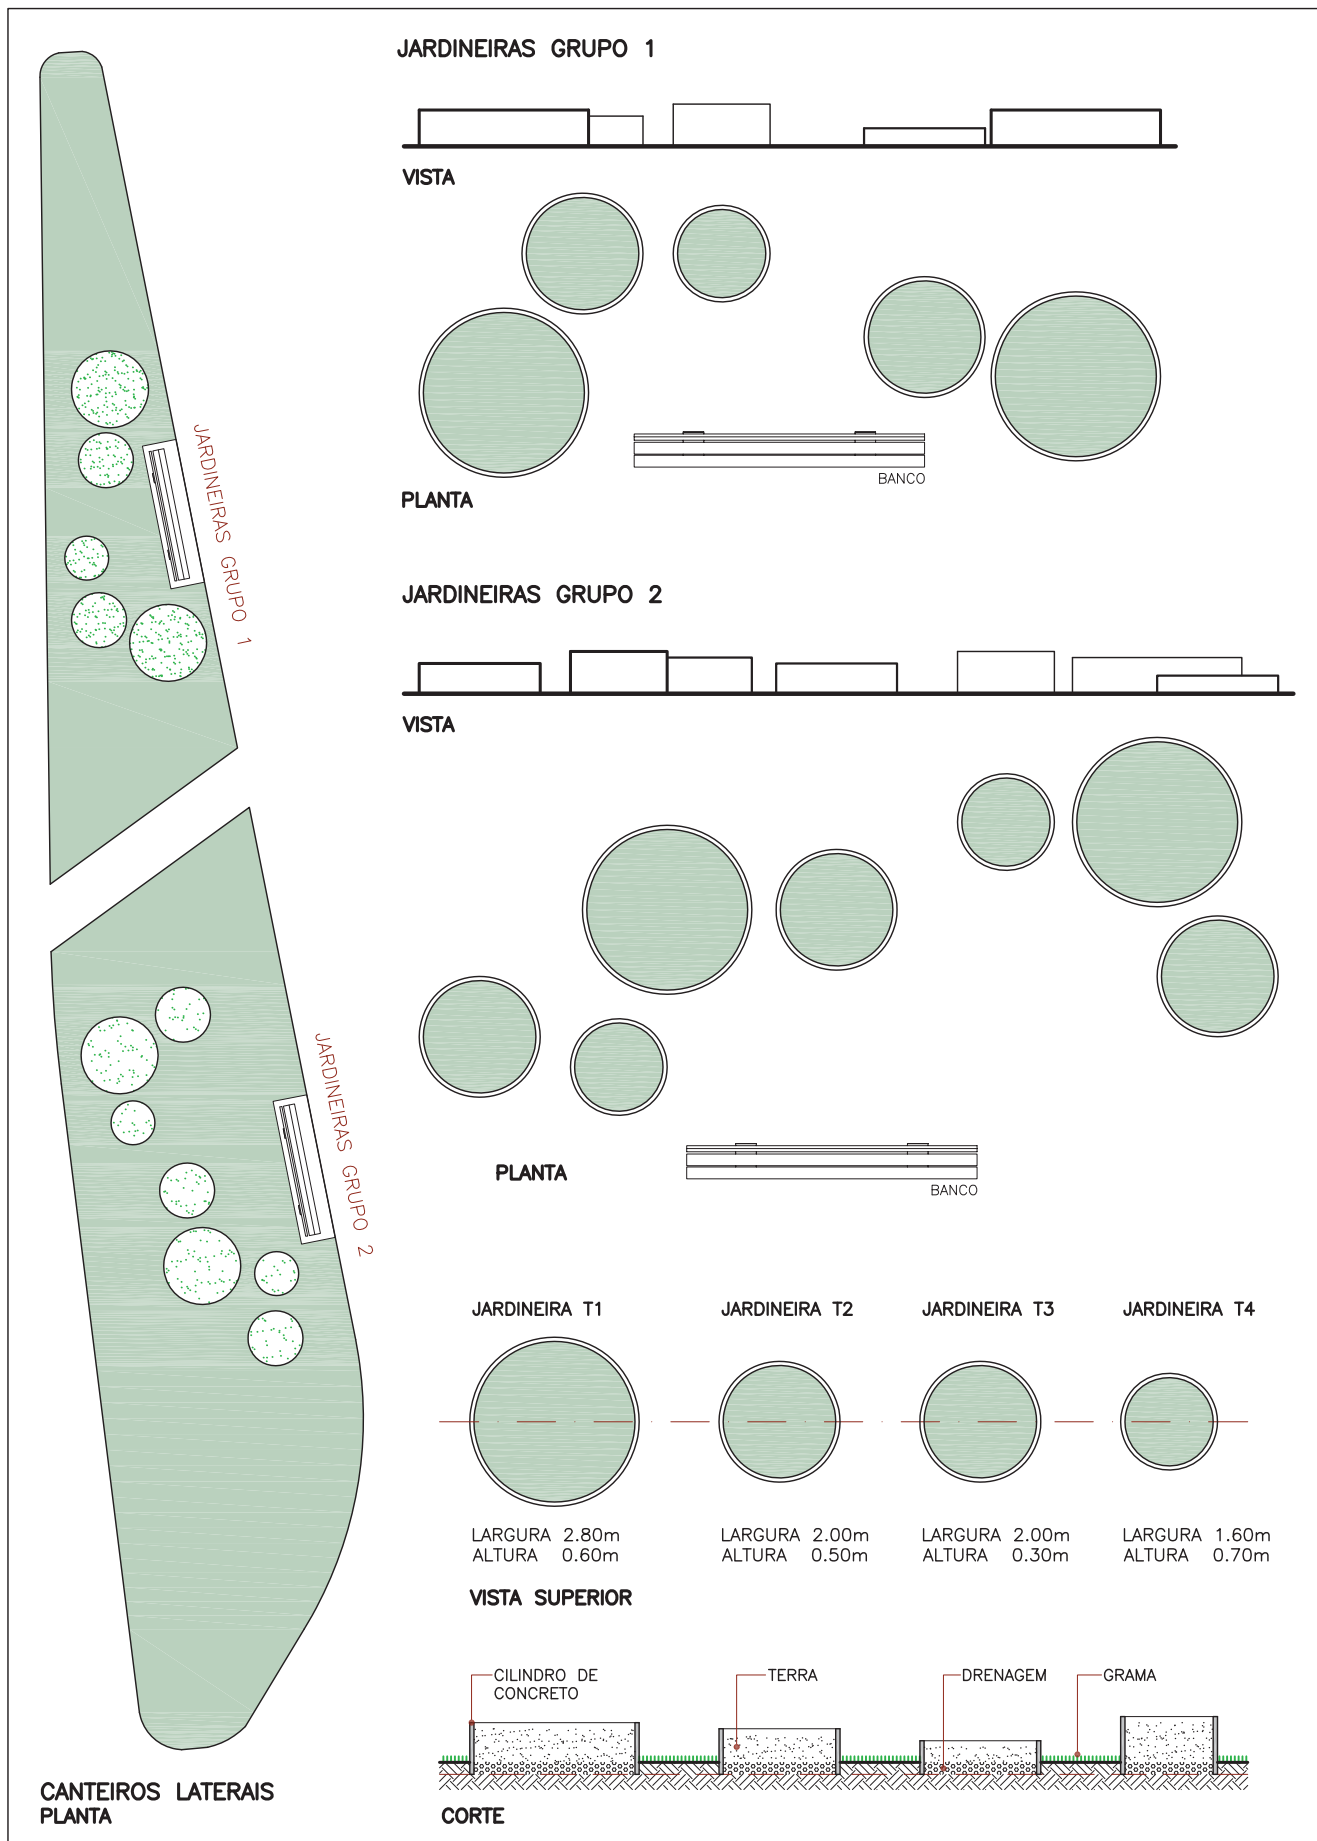 JARDINEIRAS GRUPO 1
VISTA
BANCO
PLANTA
JARDINEIRAS GRUPO 1
JARDINEIRAS GRUPO 2
VISTA
PLANTA
BANCO
JARDINEIRAS GRUPO 2
JARDINEIRA T1
JARDINEIRA T2
JARDINEIRA T3
JARDINEIRA T4
LARGURA 2.80m
ALTURA 0.60m
LARGURA 2.00m
ALTURA 0.50m
LARGURA 2.00m
ALTURA 0.30m
LARGURA 1.60m
ALTURA 0.70m
VISTA SUPERIOR
CILINDRO DE
CONCRETO
TERRA
DRENAGEM
GRAMA
CORTE
CANTEIROS LATERAIS
PLANTA